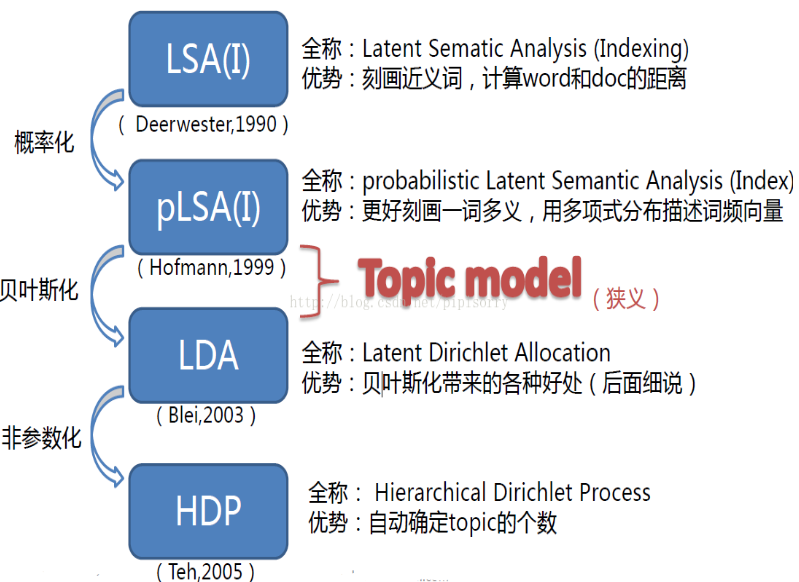 LSA(I)
全称：Latent Sematic Analysis (Indexing)
优势：刻画近义词，计算word和doc的距离
( Deerwester,1990 )
概率化
pLSA(I)
全称：probabilistic Latent Semantic Analysis (Index)
优势：更好刻画一词多义，用多项式分布描述词频向量
( Hofmann,1999 )
贝叶斯化
Topic model
（狭义）
http://blog.csdn.net/pipisorry
LDA
全称：Latent Dirichlet Allocation
优势：贝叶斯化带来的各种好处（后面细说）
( Blei,2003 )
非参数化
HDP
全称： Hierarchical Dirichlet Process
优势：自动确定topic的个数
(Teh,2005 )